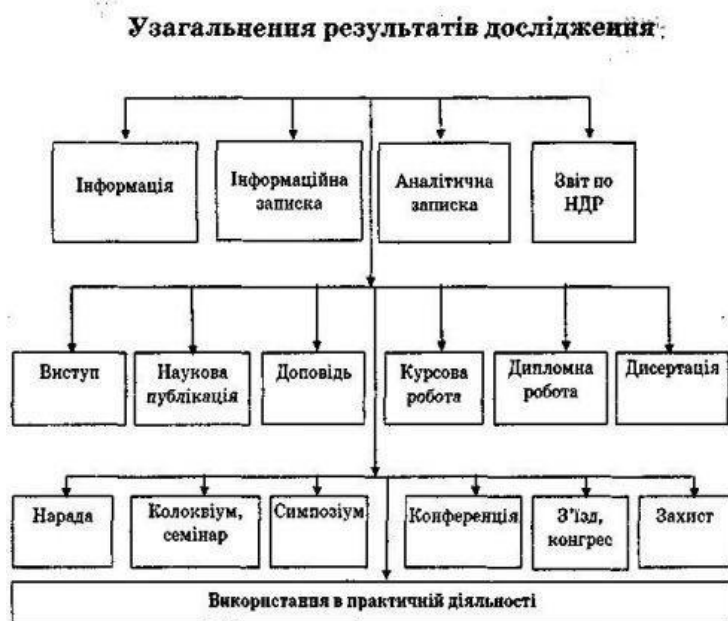 Узагальнення результатів дослідження
Інформація
Інформаційна
записка
Аналітична
записка
Звіт по
НДР
Виступ
Наукова
публікація
Доповідь
Курсова
робота
Дипломна
робота
Дисертація
Нарада
Колоквіум,
семінар
Симпозіум
Конференція
З'їзд,
конгрес
Захист
Використання в практичній діяльності